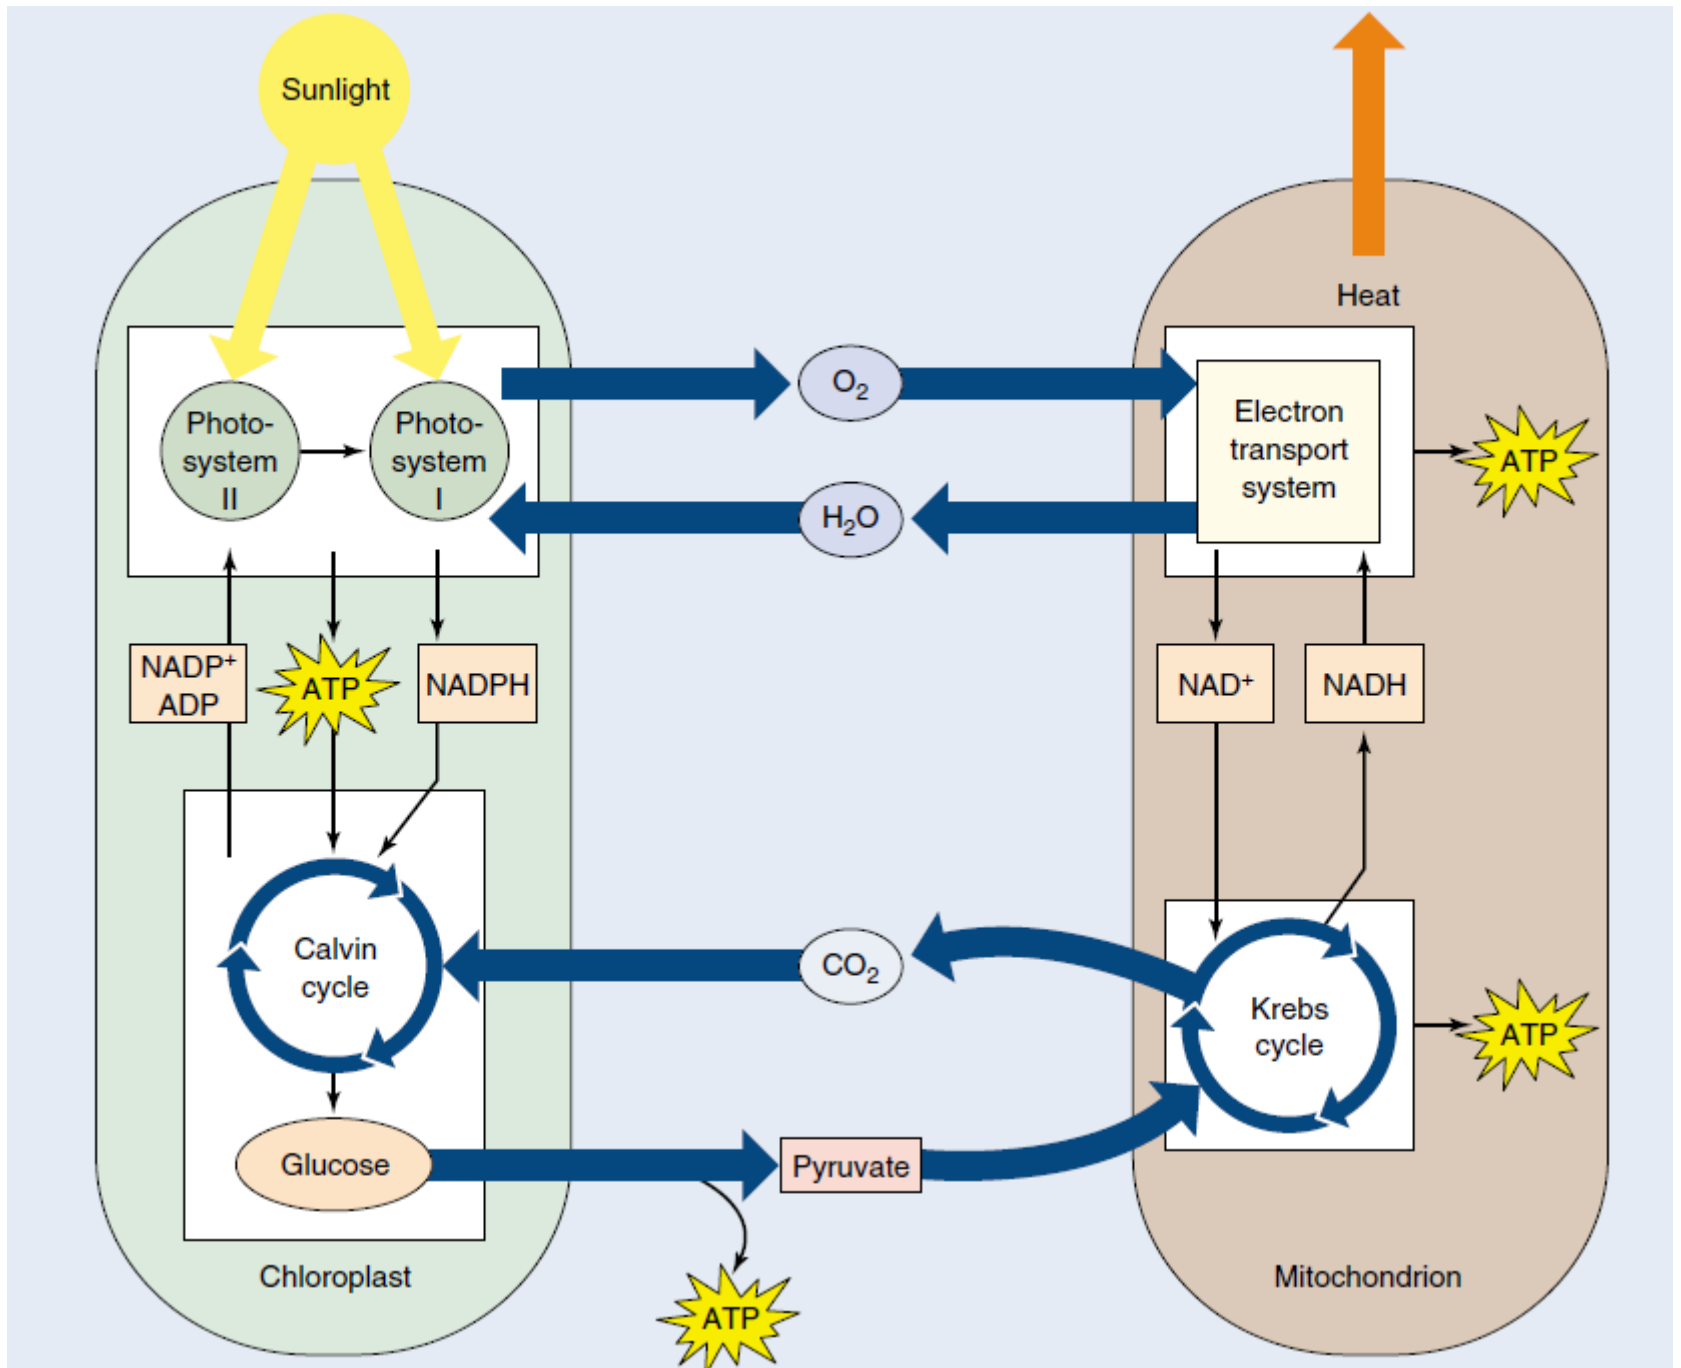 Sunlight
Heat
Photo-
system
II
Photo-
system
I
O₂
H₂O
Electron
transport
system
ATP
NADP⁺
ADP
ATP
NADPH
NAD⁺
NADH
Calvin
cycle
CO₂
Krebs
cycle
ATP
Glucose
Pyruvate
Chloroplast
Mitochondrion
ATP